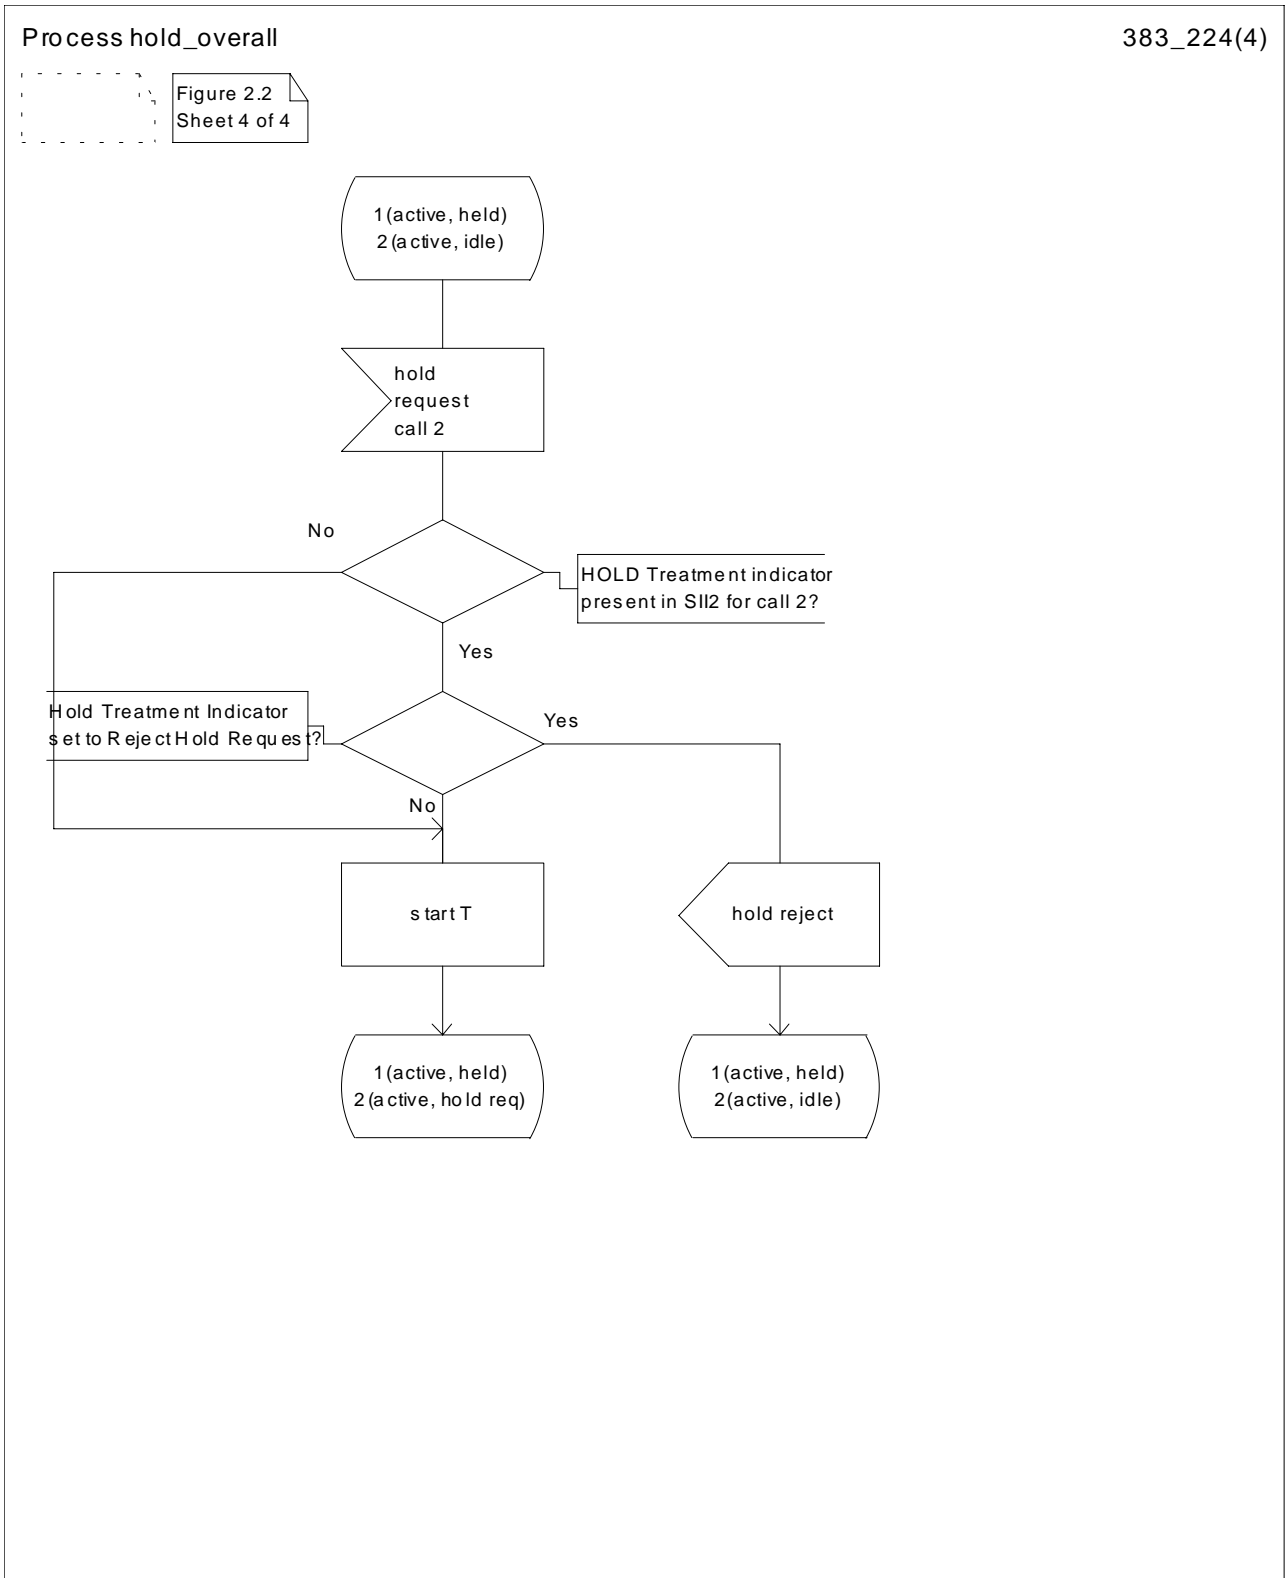 Process hold_overall
383_224(4)
Figure 2.2
Sheet 4 of 4
1(active, held)
2(active, idle)
hold
request
call 2
No
HOLD Treatment indicator
present in SII2 for call 2?
Yes
Hold Treatment Indicator
set to Reject Hold Request?
Yes
No
start T
hold reject
1(active, held)
2(active, hold req)
1(active, held)
2(active, idle)